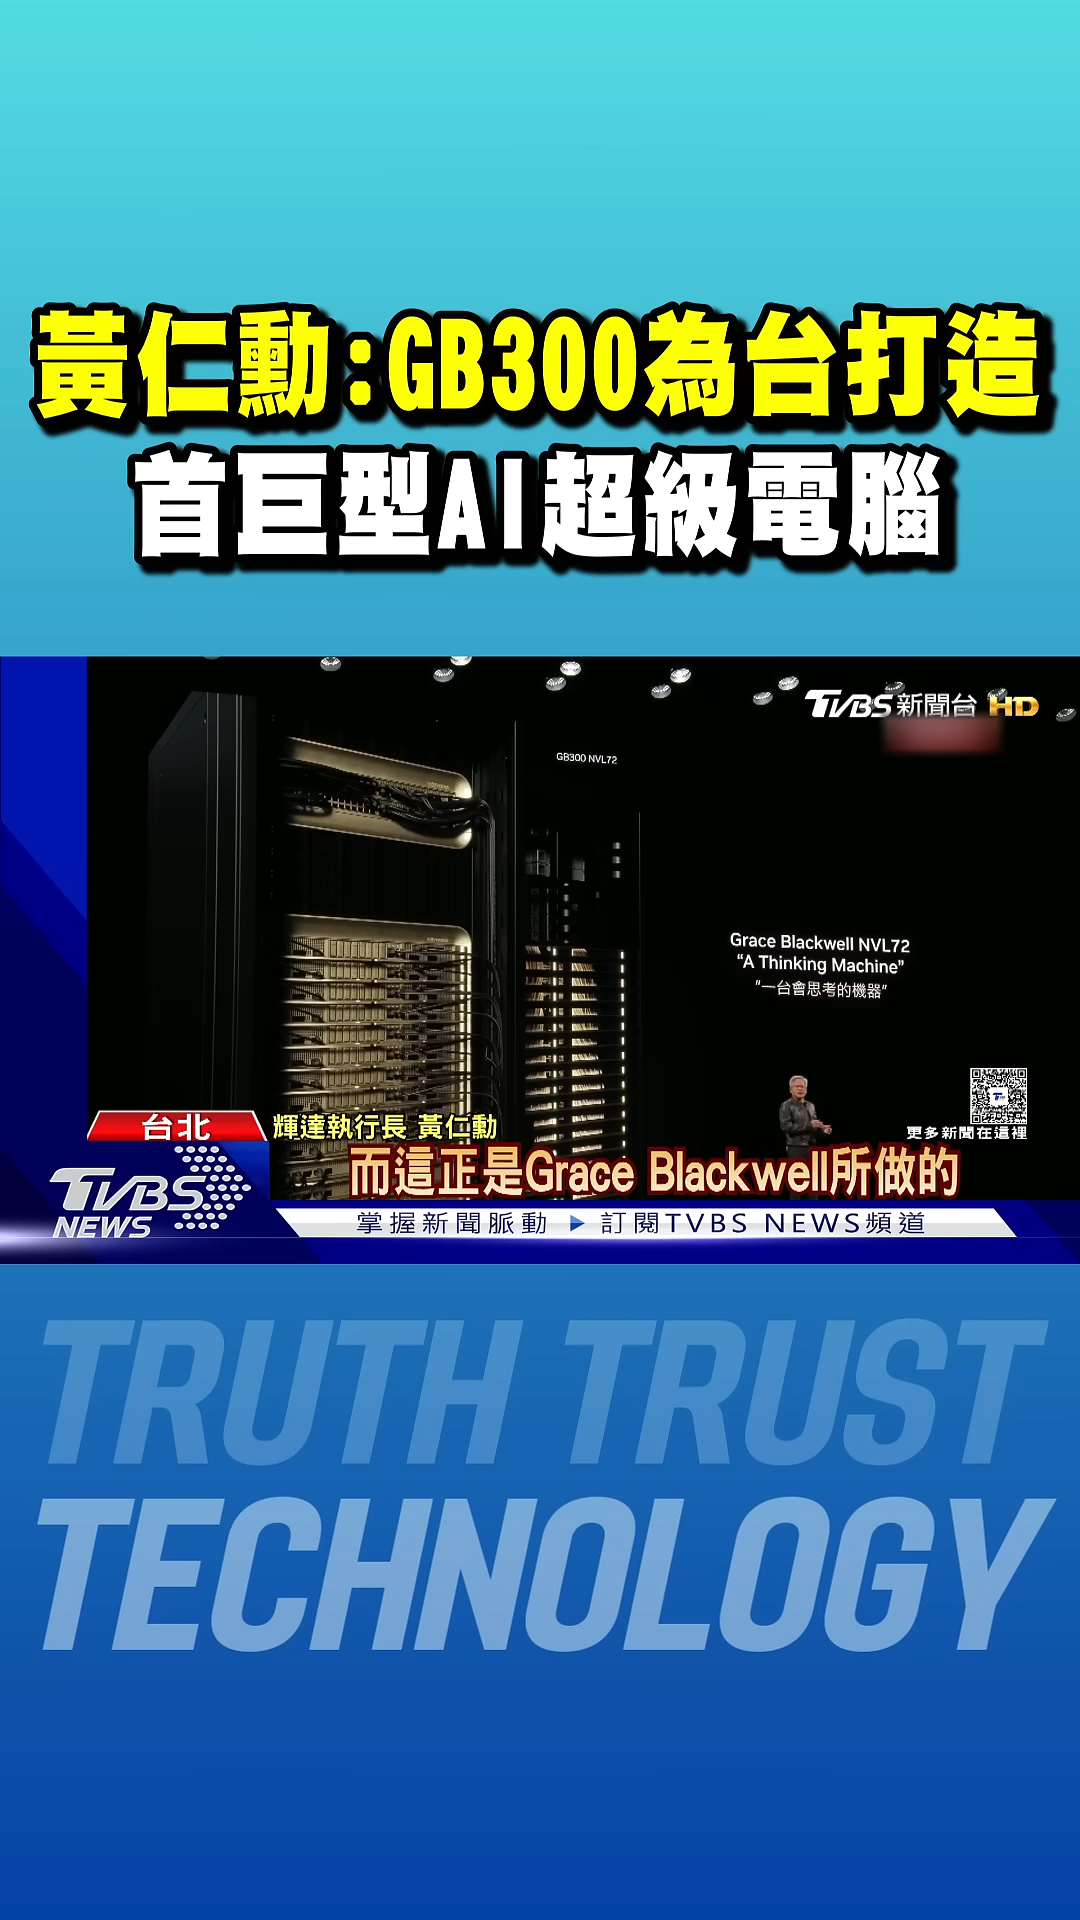 黃仁勳:GB300為台打造
首巨型AI超級電腦
TVBS新聞台 HD
GB300 NVL72
Grace Blackwell NVL72
“A Thinking Machine”
“一台會思考的機器”
更多新聞在這裡
台北
輝達執行長 黃仁勳
而這正是Grace Blackwell所做的
TVBS
NEWS
掌握新聞脈動 ▶ 訂閱TVBS NEWS頻道
TRUTH TRUST
TECHNOLOGY